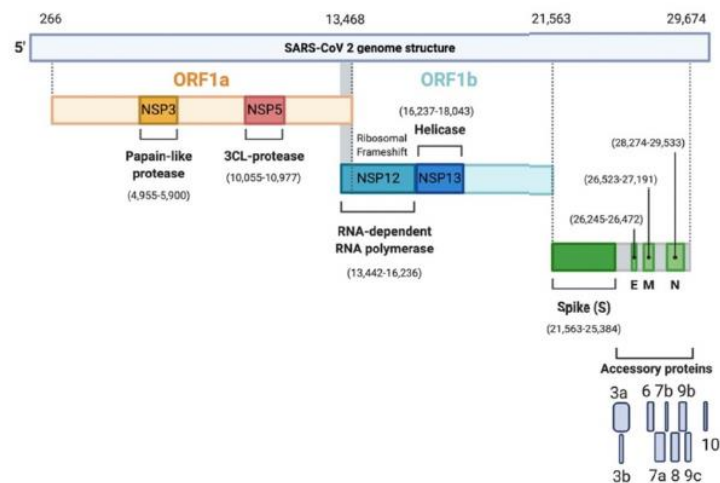 266 13,468 21,563 29,674
5' SARS-CoV 2 genome structure
ORF1a ORF1b
NSP3 NSP5
(16,237-18,043)
Helicase
Ribosomal
Frameshift
Papain-like
protease
(4,955-5,900)
3CL-protease
(10,055-10,977)
NSP12 NSP13
RNA-dependent
RNA polymerase
(13,442-16,236)
(28,274-29,533)
(26,523-27,191)
(26,245-26,472)
E M N
Spike (S)
(21,563-25,384)
Accessory proteins
3a 6 7b 9b
10
3b 7a 8 9c